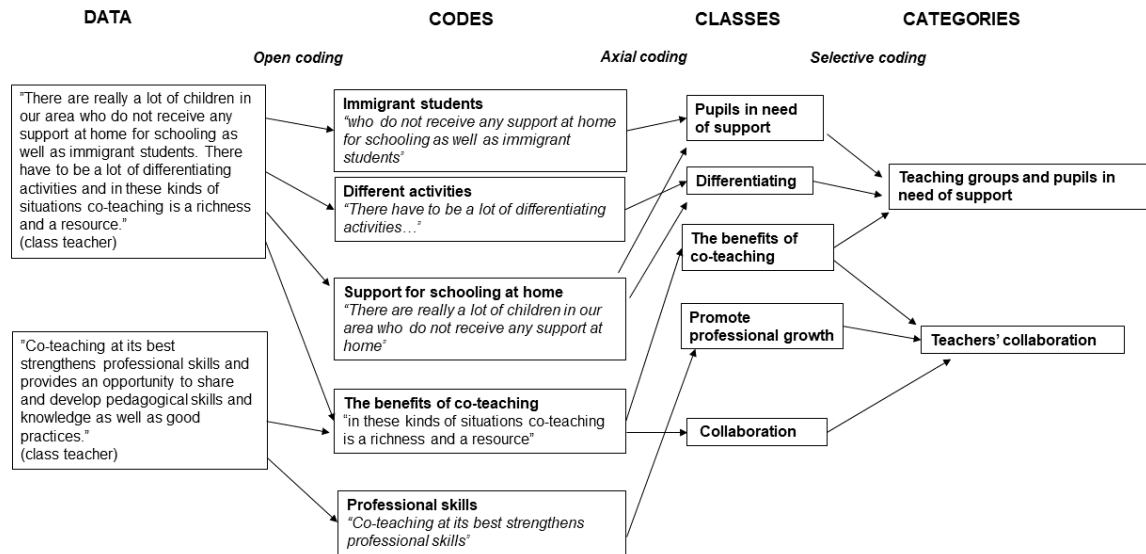 DATA
CODES
CLASSES
CATEGORIES
Open coding
Axial coding
Selective coding
"There are really a lot of children in
our area who do not receive any
support at home for schooling as
well as immigrant students. There
have to be a lot of differentiating
activities and in these kinds of
situations co-teaching is a richness
and a resource."
(class teacher)
"Co-teaching at its best
strengthens professional skills and
provides an opportunity to share
and develop pedagogical skills and
knowledge as well as good
practices."
(class teacher)
Immigrant students
"who do not receive any support at home
for schooling as well as immigrant
students"
Different activities
"There have to be a lot of differentiating
activities…"
Support for schooling at home
"There are really a lot of children in our
area who do not receive any support at
home"
The benefits of co-teaching
"in these kinds of situations co-teaching
is a richness and a resource"
Professional skills
"Co-teaching at its best strengthens
professional skills"
Pupils in need
of support
Differentiating
The benefits of
co-teaching
Promote
professional growth
Collaboration
Teaching groups and pupils in
need of support
Teachers' collaboration